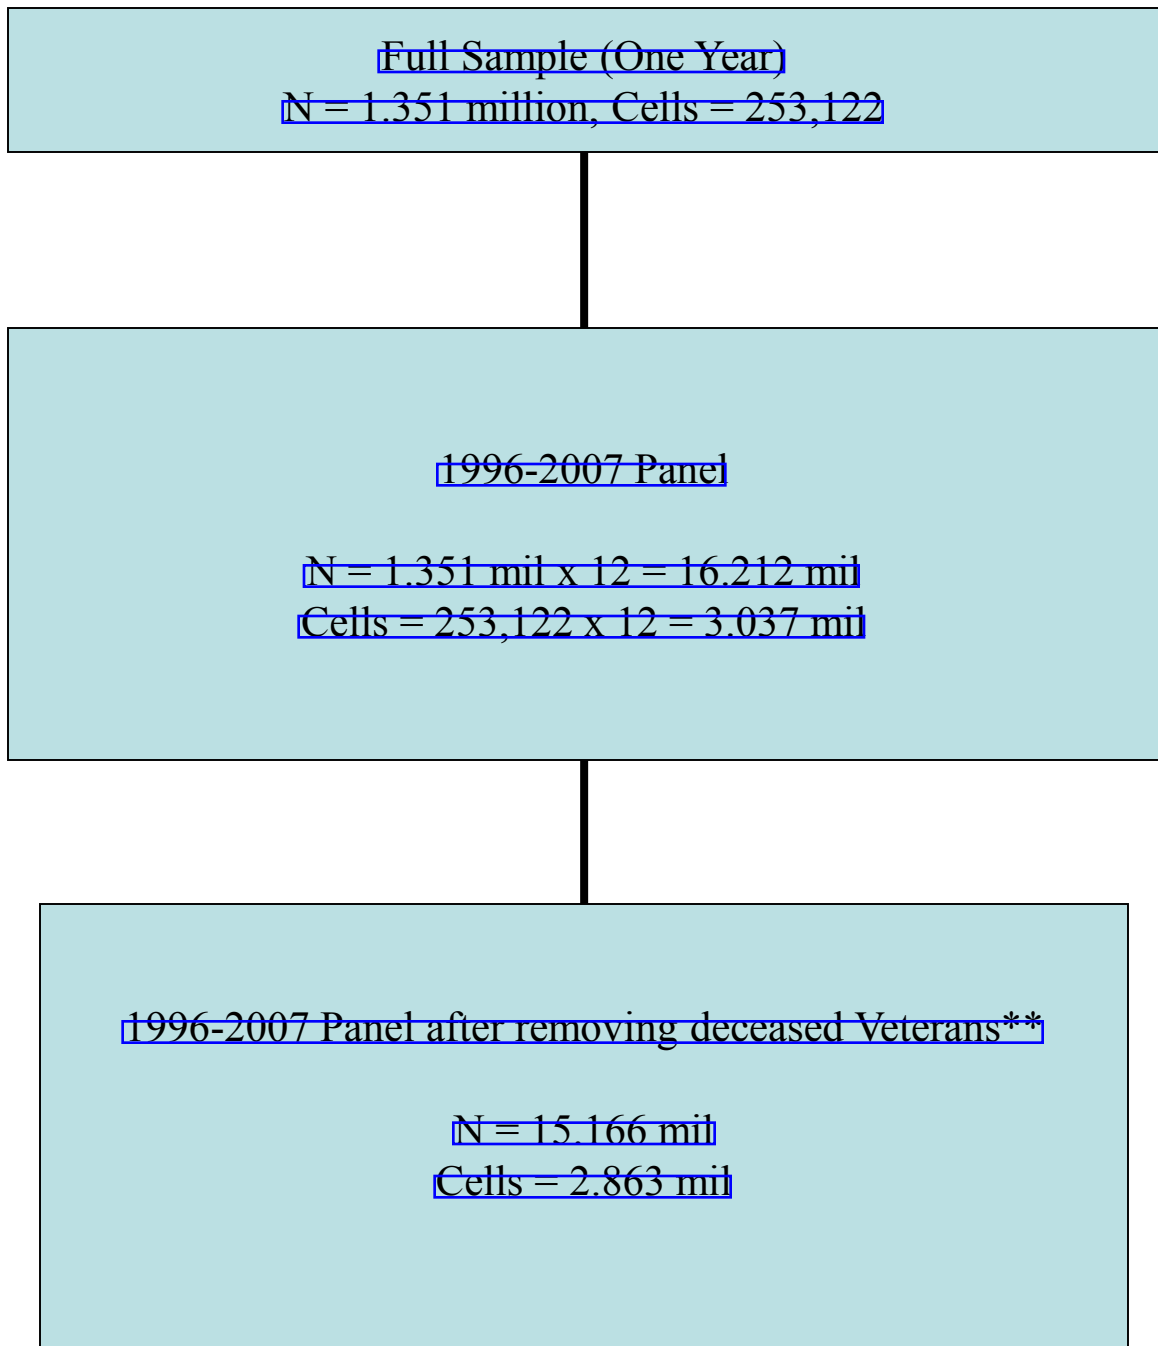 Full Sample (One Year)
N = 1.351 million, Cells = 253,122
1996-2007 Panel
N = 1.351 mil x 12 = 16.212 mil
Cells = 253,122 x 12 = 3.037 mil
1996-2007 Panel after removing deceased Veterans**
N = 15.166 mil
Cells = 2.863 mil